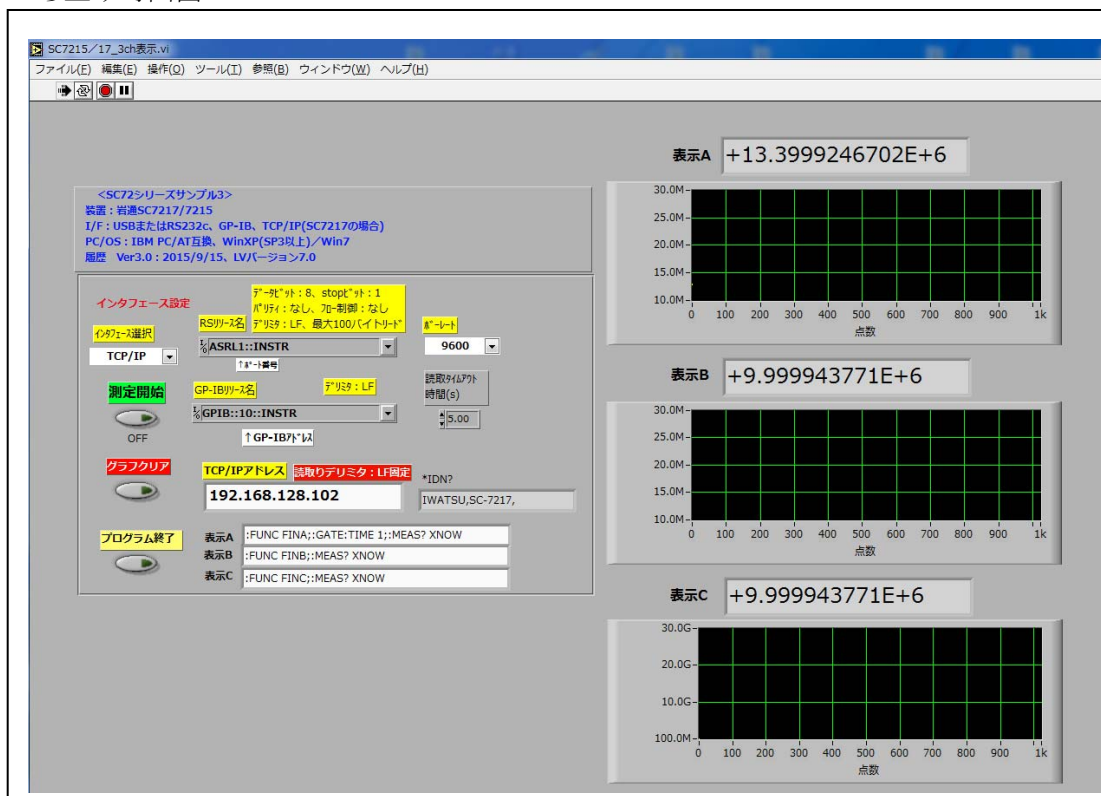 SC7215／17_3ch表示.vi
ファイル(F) 編集(E) 操作(O) ツール(T) 参照(B) ウィンドウ(W) ヘルプ(H)
<SC72シリーズサンプル3>
装置：岩通SC7217/7215
I/F：USBまたはRS232c、GP-IB、TCP/IP(SC7217の場合)
PC/OS：IBM PC/AT互換、WinXP(SP3以上)／Win7
履歴 Ver3.0：2015/9/15、LVバージョン7.0
インタフェース設定
ﾃﾞｰﾀﾋﾞｯﾄ：8、stopﾋﾞｯﾄ：1
ﾊﾟﾘﾃｨ：なし、ﾌﾛｰ制御：なし
ﾃﾞﾘﾐﾀ：LF、最大100バイトリード
ｲﾝﾀﾌｪｰｽ選択
TCP/IP
RSﾘｿｰｽ名
ASRL1::INSTR
↑ﾎﾟｰﾄ番号
ﾎﾞｰﾚｰﾄ
9600
測定開始
OFF
GP-IBﾘｿｰｽ名
ﾃﾞﾘﾐﾀ：LF
GPIB::10::INSTR
↑GP-IBｱﾄﾞﾚｽ
読取ﾀｲﾑｱｳﾄ
時間(s)
5.00
グラフクリア
TCP/IPアドレス
読取りデリミタ：LF固定
192.168.128.102
*IDN?
IWATSU,SC-7217,
プログラム終了
表示A :FUNC FINA;:GATE:TIME 1;:MEAS? XNOW
表示B :FUNC FINB;:MEAS? XNOW
表示C :FUNC FINC;:MEAS? XNOW
表示A +13.3999246702E+6
30.0M
25.0M
20.0M
15.0M
10.0M
0 100 200 300 400 500 600 700 800 900 1k
点数
表示B +9.999943771E+6
30.0M
25.0M
20.0M
15.0M
10.0M
0 100 200 300 400 500 600 700 800 900 1k
点数
表示C +9.999943771E+6
30.0G
20.0G
10.0G
100.0M
0 100 200 300 400 500 600 700 800 900 1k
点数